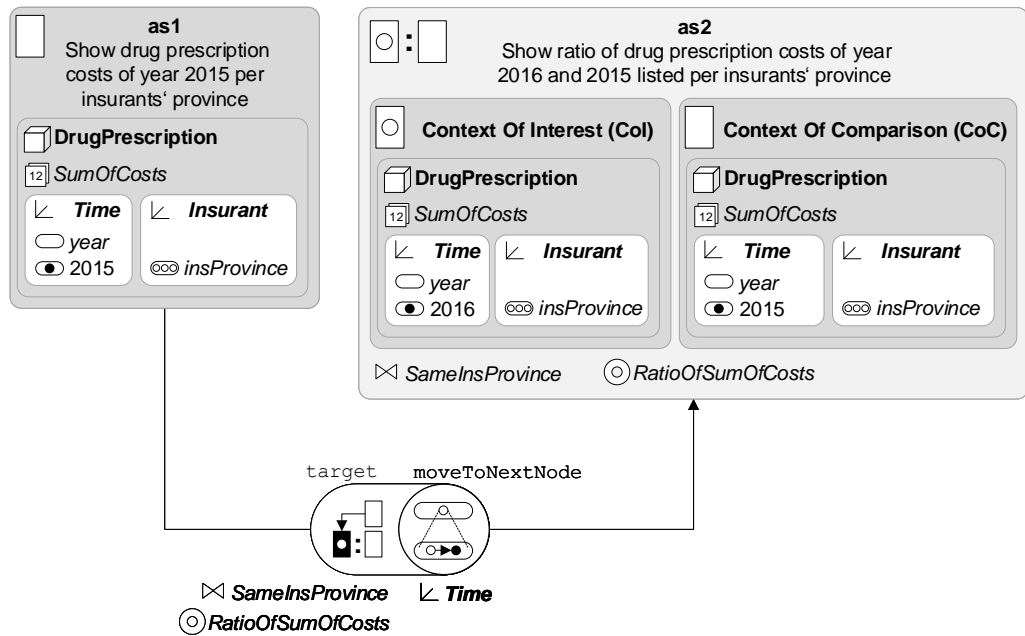 as1
Show drug prescription
costs of year 2015 per
insurants‘ province
DrugPrescription
12 SumOfCosts
Time
year
2015
Insurant
insProvince
:
as2
Show ratio of drug prescription costs of year
2016 and 2015 listed per insurants‘ province
Context Of Interest (CoI)
DrugPrescription
12 SumOfCosts
Time
year
2016
Insurant
insProvince
Context Of Comparison (CoC)
DrugPrescription
12 SumOfCosts
Time
year
2015
Insurant
insProvince
SameInsProvince
RatioOfSumOfCosts
target
moveToNextNode
:
SameInsProvince
Time
RatioOfSumOfCosts